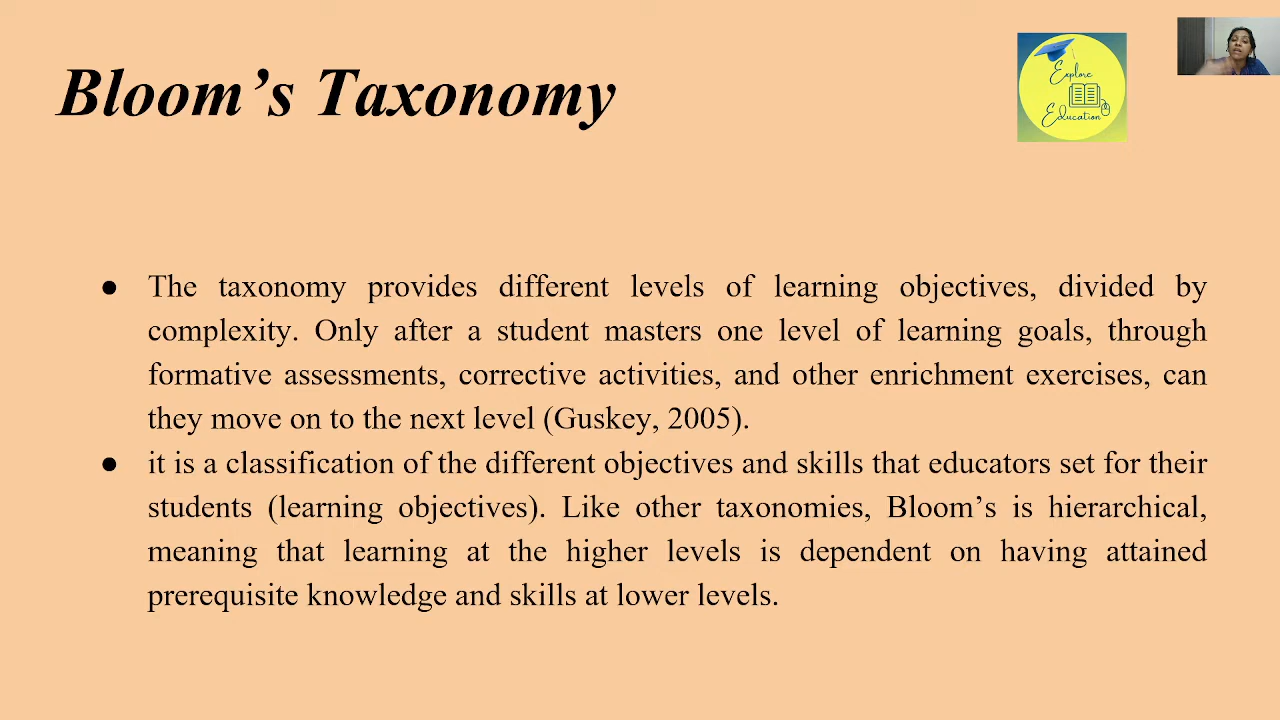 Bloom’s Taxonomy
Explore
Education
● The taxonomy provides different levels of learning objectives, divided by
complexity. Only after a student masters one level of learning goals, through
formative assessments, corrective activities, and other enrichment exercises, can
they move on to the next level (Guskey, 2005).
● it is a classification of the different objectives and skills that educators set for their
students (learning objectives). Like other taxonomies, Bloom’s is hierarchical,
meaning that learning at the higher levels is dependent on having attained
prerequisite knowledge and skills at lower levels.